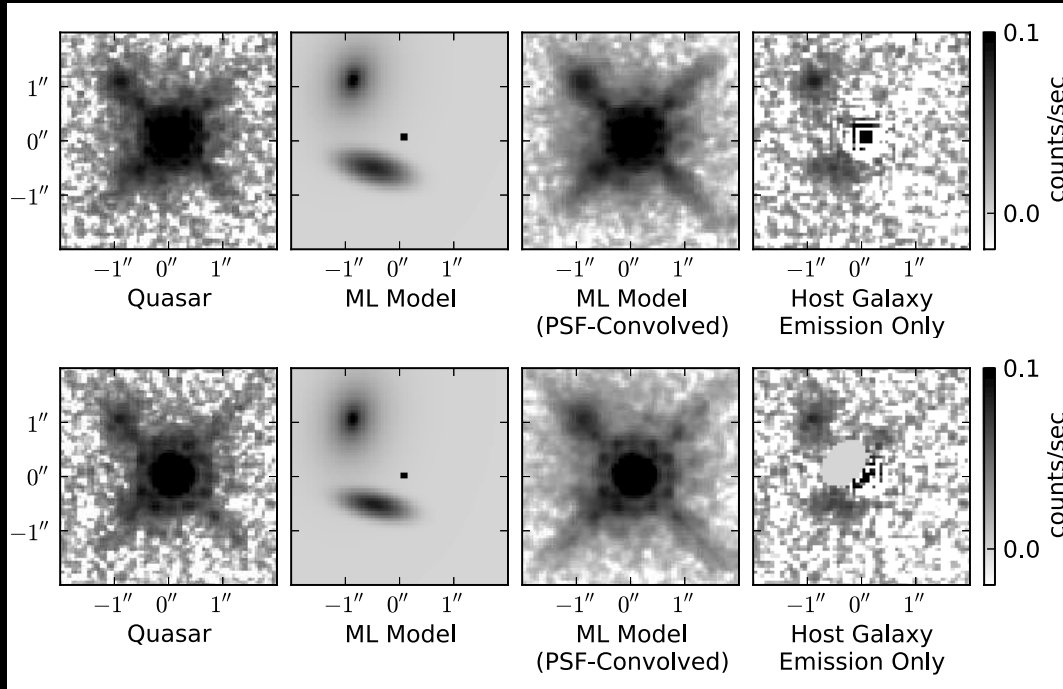 0.1
1″
0″
−1″
0.0
counts/sec
−1″ 0″ 1″ −1″ 0″ 1″ −1″ 0″ 1″ −1″ 0″ 1″
Quasar ML Model ML Model Host Galaxy
(PSF-Convolved) Emission Only
0.1
1″
0″
−1″
0.0
counts/sec
−1″ 0″ 1″ −1″ 0″ 1″ −1″ 0″ 1″ −1″ 0″ 1″
Quasar ML Model ML Model Host Galaxy
(PSF-Convolved) Emission Only